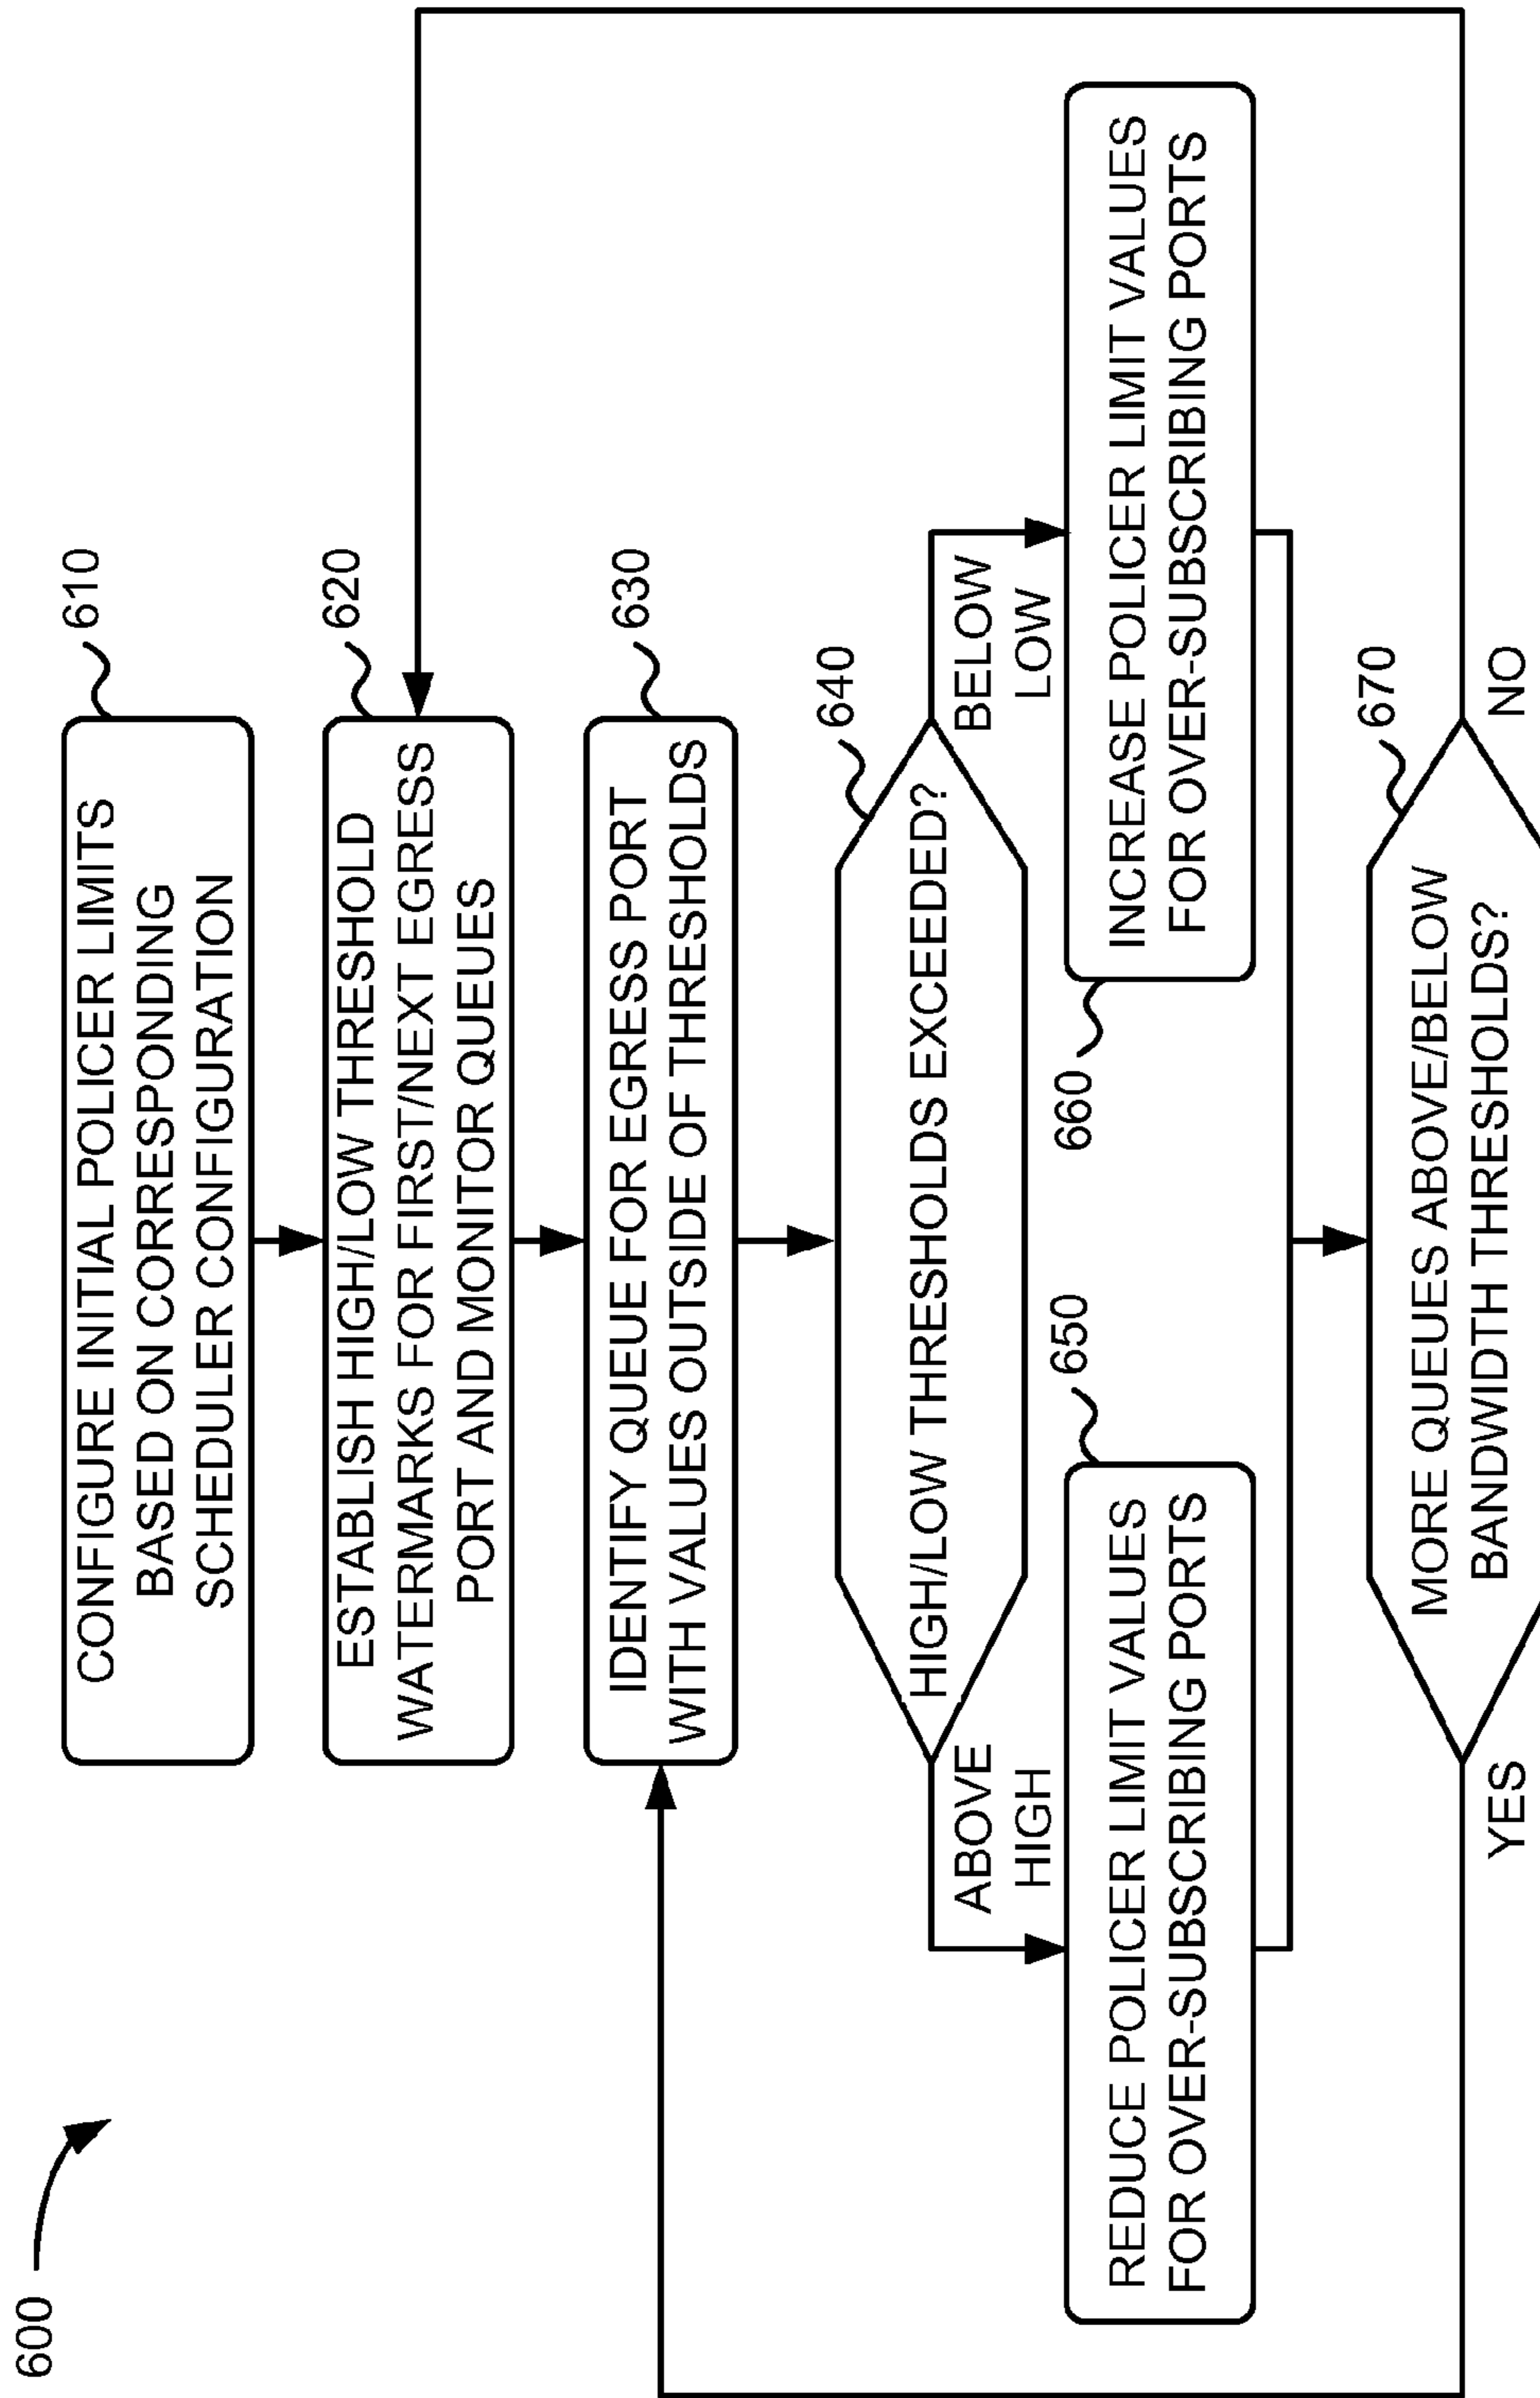 600
610
CONFIGURE INITIAL POLICER LIMITS
BASED ON CORRESPONDING
SCHEDULER CONFIGURATION
620
ESTABLISH HIGH/LOW THRESHOLD
WATERMARKS FOR FIRST/NEXT EGRESS
PORT AND MONITOR QUEUES
630
IDENTIFY QUEUE FOR EGRESS PORT
WITH VALUES OUTSIDE OF THRESHOLDS
640
HIGH/LOW THRESHOLDS EXCEEDED?
ABOVE
HIGH
BELOW
LOW
650
REDUCE POLICER LIMIT VALUES
FOR OVER-SUBSCRIBING PORTS
660
INCREASE POLICER LIMIT VALUES
FOR OVER-SUBSCRIBING PORTS
670
MORE QUEUES ABOVE/BELOW
BANDWIDTH THRESHOLDS?
YES
NO